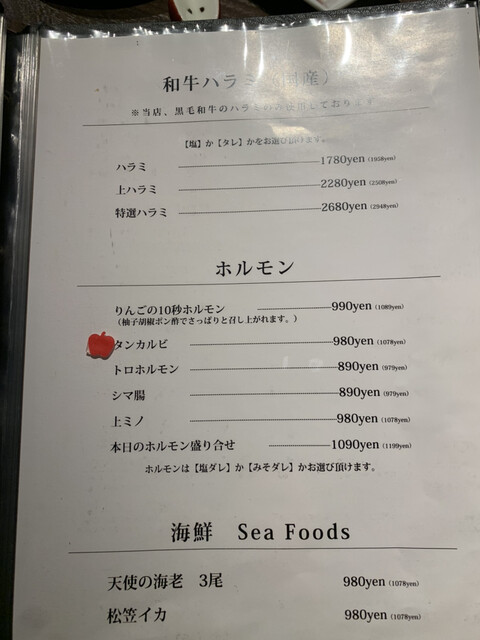 和牛ハラミ（国産）
※当店、黒毛和牛のハラミのみ使用しております
【塩】か【タレ】かをお選び頂けます。
ハラミ 1780yen (1958yen)
上ハラミ 2280yen (2508yen)
特選ハラミ 2680yen (2948yen)
ホルモン
りんごの10秒ホルモン 990yen (1089yen)
（柚子胡椒ポン酢でさっぱりと召し上がれます。）
タンカルビ 980yen (1078yen)
トロホルモン 890yen (979yen)
シマ腸 890yen (979yen)
上ミノ 980yen (1078yen)
本日のホルモン盛り合せ 1090yen (1199yen)
ホルモンは【塩ダレ】か【みそダレ】かお選び頂けます。
海鮮　Sea Foods
天使の海老　3尾 980yen (1078yen)
松笠イカ 980yen (1078yen)